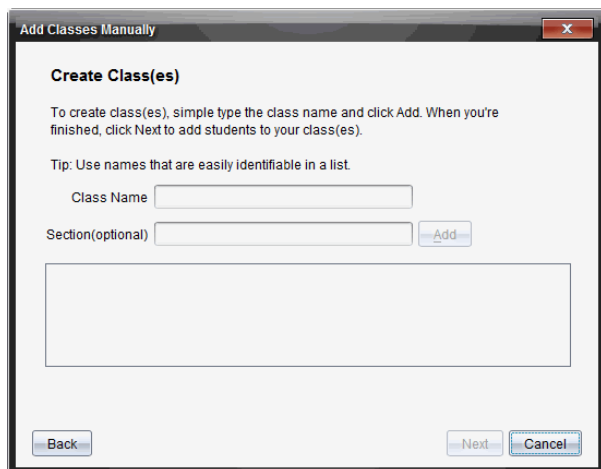 Add Classes Manually
X
Create Class(es)
To create class(es), simple type the class name and click Add. When you're
finished, click Next to add students to your class(es).
Tip: Use names that are easily identifiable in a list.
Class Name
Section(optional)
Add
Back
Next
Cancel